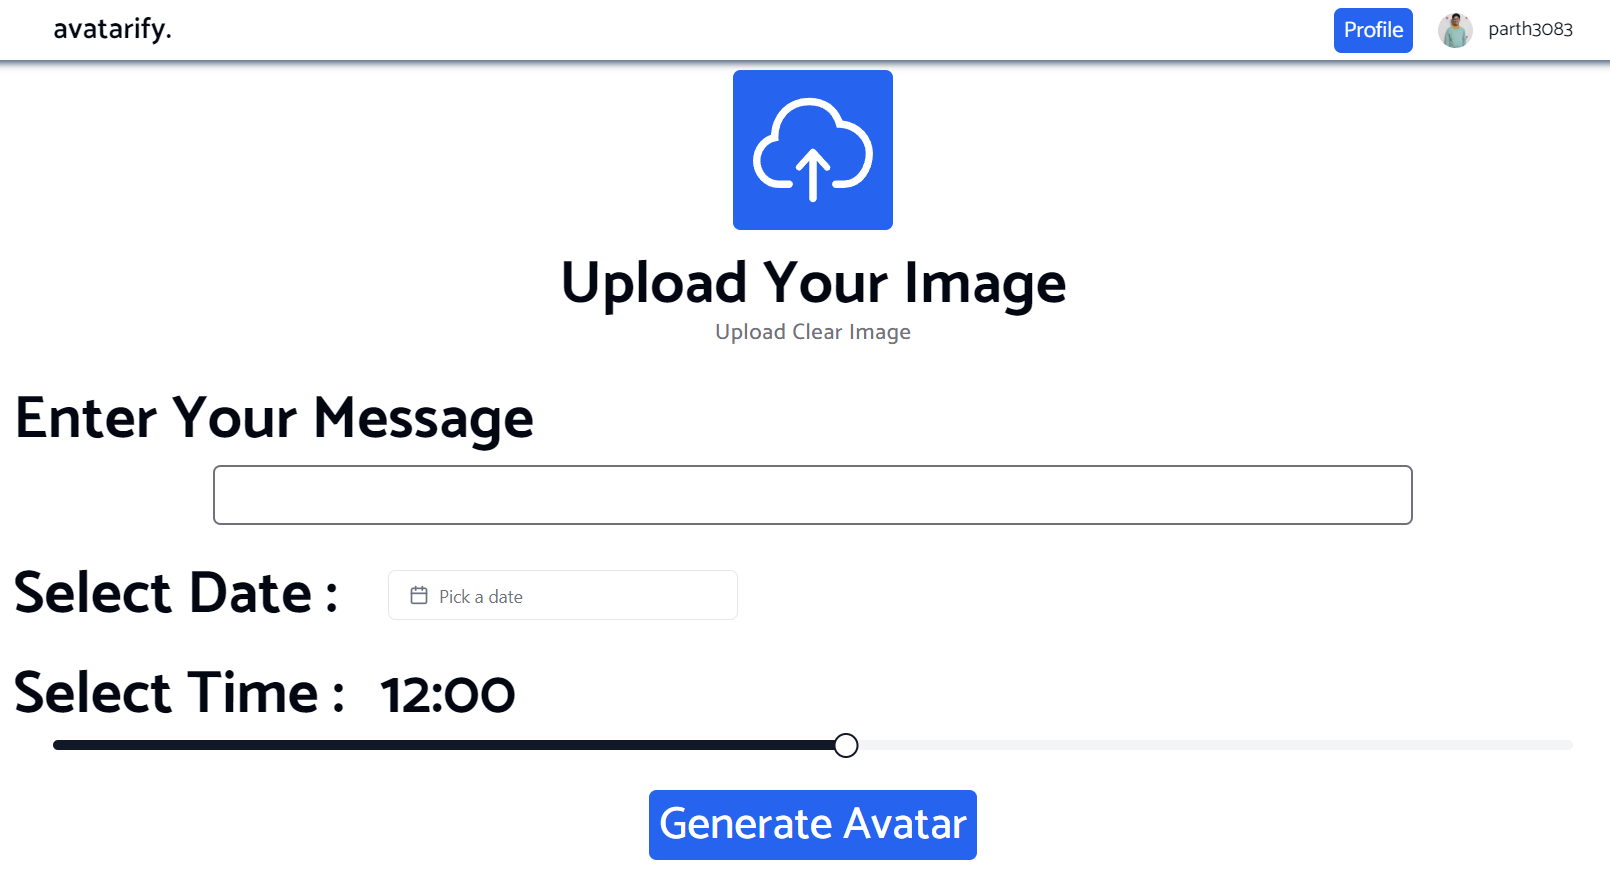 avatarify.
Profile
parth3083
Upload Your Image
Upload Clear Image
Enter Your Message
Select Date :
Pick a date
Select Time : 12:00
Generate Avatar